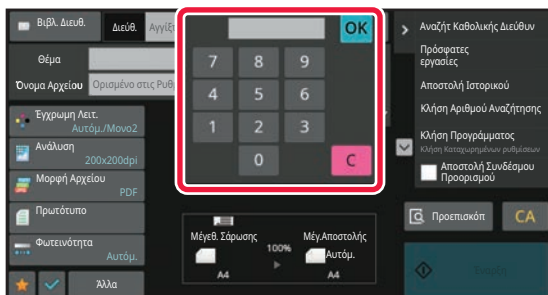 Βιβλ. Διευθ.
Διεύθ.
Αγγίξτ
OK
Αναζήτ Καθολικής Διεύθυν
Θέμα
7 8 9
Πρόσφατες
εργασίες
Όνομα Αρχείου
Ορισμένο στις Ρυθμ
4 5 6
Αποστολή Ιστορικού
Έγχρωμη Λειτ.
Αυτόμ./Μονο2
1 2 3
Κλήση Αριθμού Αναζήτησης
Κλήση Προγράμματος
Κλήση Καταχωρημένων ρυθμίσεων
Ανάλυση
200x200dpi
0 C
Αποστολή Συνδέσμου
Προορισμού
Μορφή Αρχείου
PDF
Πρωτότυπο
Προεπισκόπ
CA
Φωτεινότητα
Αυτόμ.
Μέγεθ. Σάρωσης
100%
Μέγ.Αποστολής
Αυτόμ.
A4
A4
Άλλα
Έναρξη